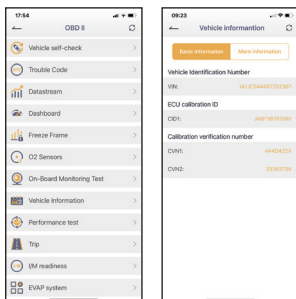 17:54
OBD II
Vehicle self-check
Trouble Code
Datastream
Dashboard
Freeze Frame
O2 Sensors
On-Board Monitoring Test
Vehicle Information
Performance test
Trip
I/M readiness
EVAP system
09:23
Vehicle informantion
Basic Information
More information
Vehicle Identification Number
VIN:
ECU calibration ID
CID1:
Calibration verification number
CVN1:
CVN2: